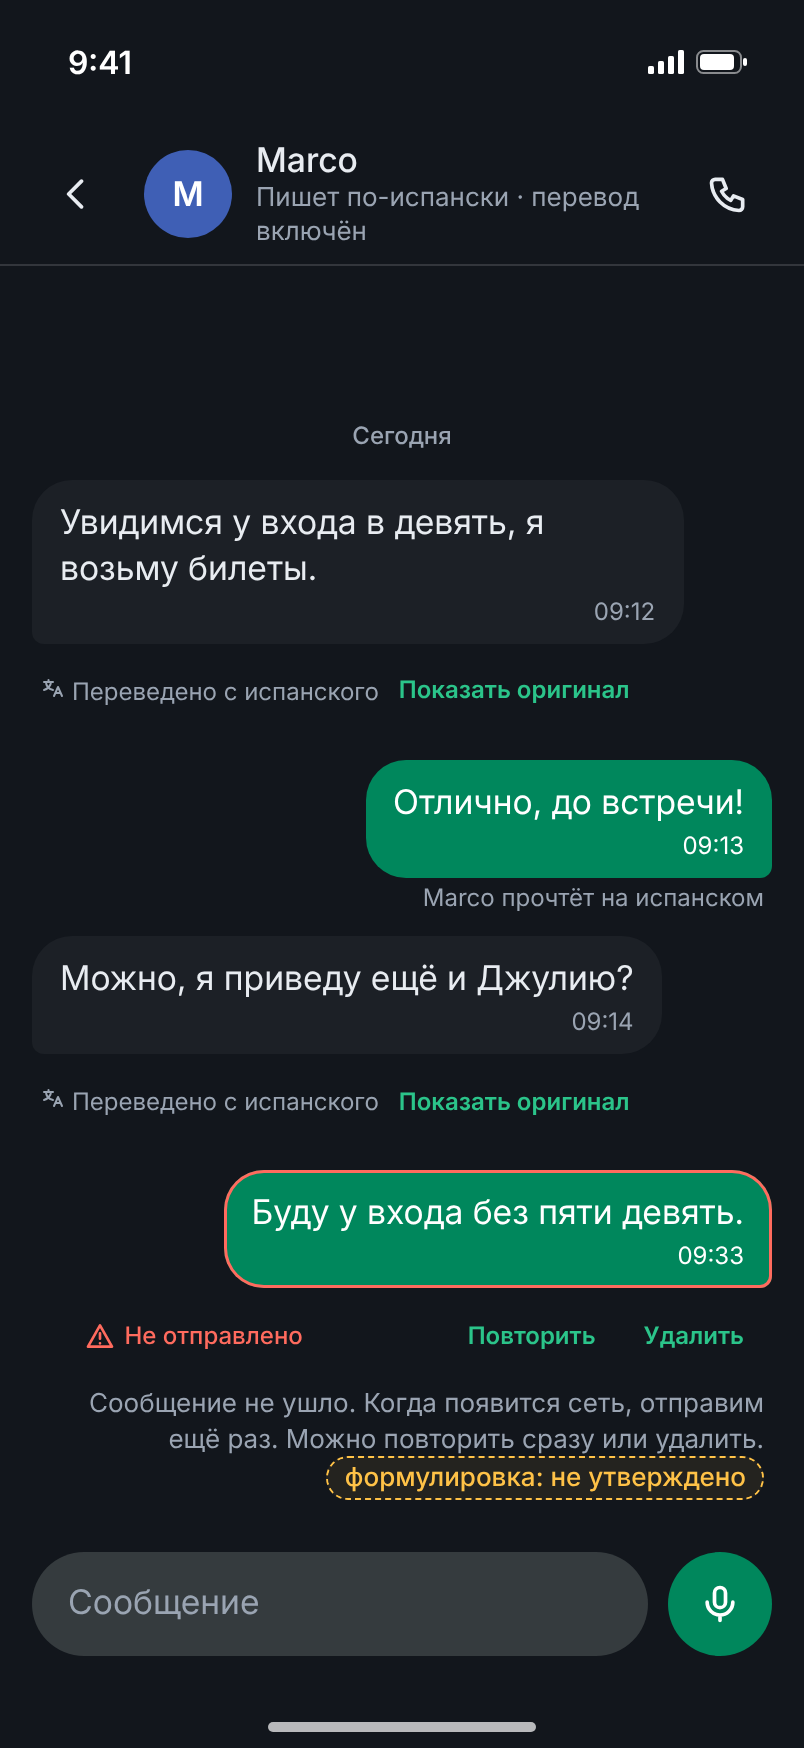 9:41
Marco
M
Пишет по-испански · перевод
включён
Сегодня
Увидимся у входа в девять, я
возьму билеты.
09:12
Переведено с испанского Показать оригинал
Отлично, до встречи!
09:13
Marco прочтёт на испанском
Можно, я приведу ещё и Джулию?
09:14
Переведено с испанского Показать оригинал
Буду у входа без пяти девять.
09:33
Не отправлено Повторить Удалить
Сообщение не ушло. Когда появится сеть, отправим
ещё раз. Можно повторить сразу или удалить.
формулировка: не утверждено
Сообщение